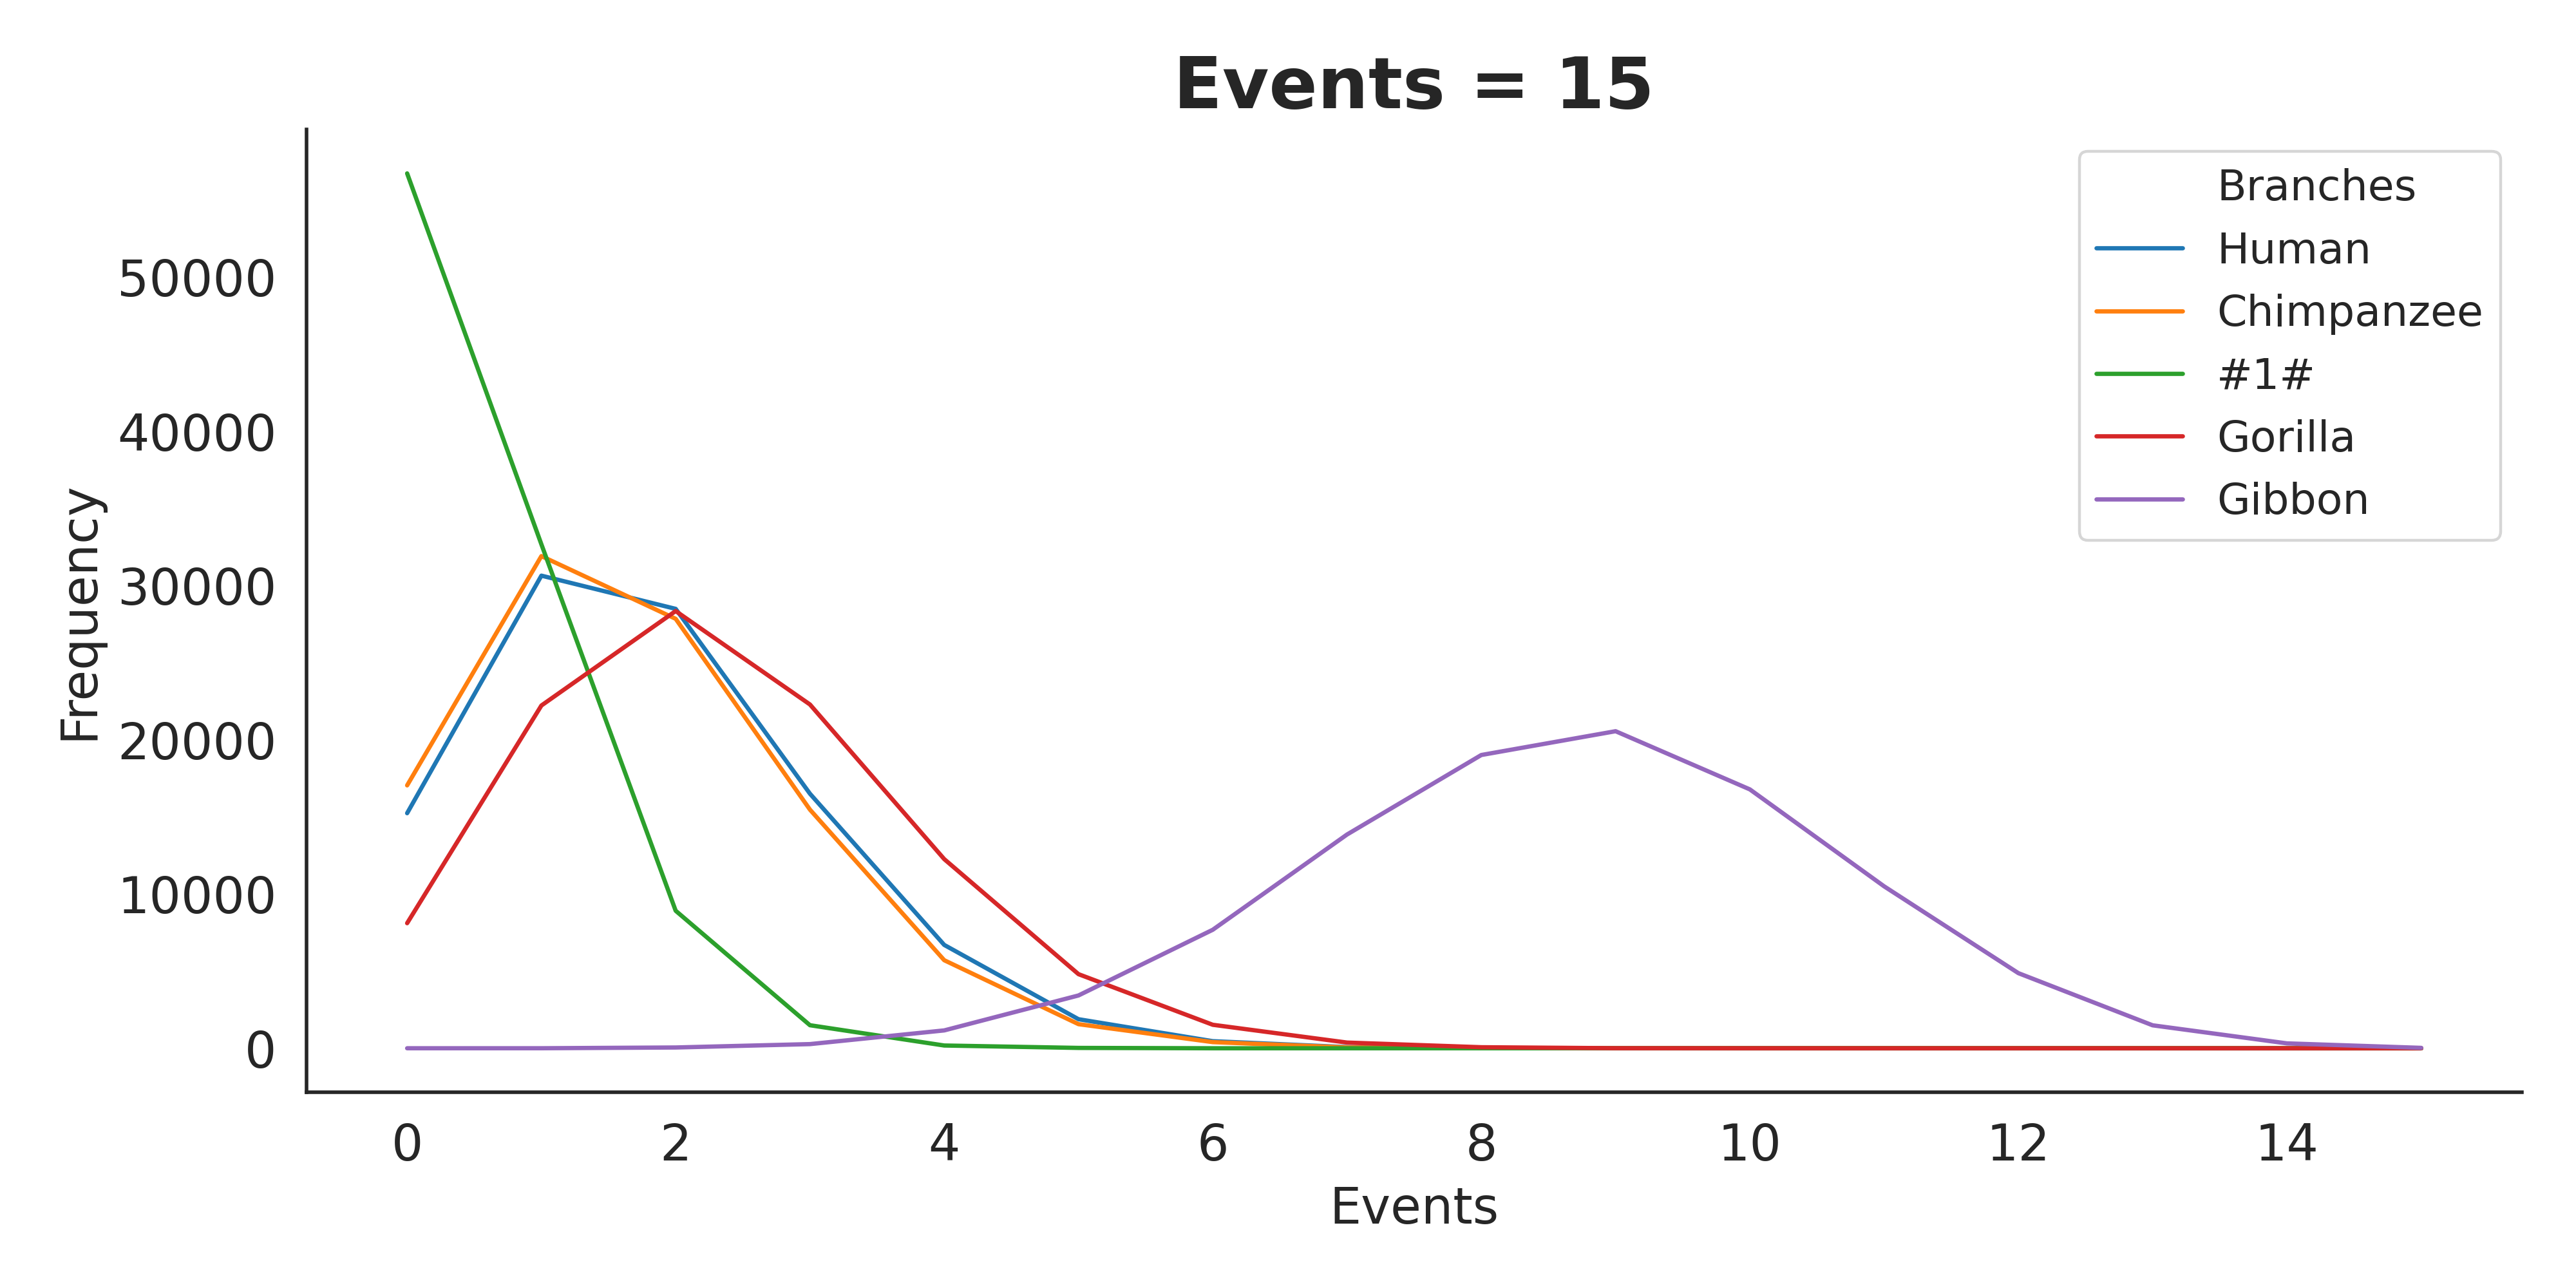 Events = 15
Branches
Human
Chimpanzee
#1#
Gorilla
Gibbon
Frequency
50000
40000
30000
20000
10000
0
0 2 4 6 8 10 12 14
Events